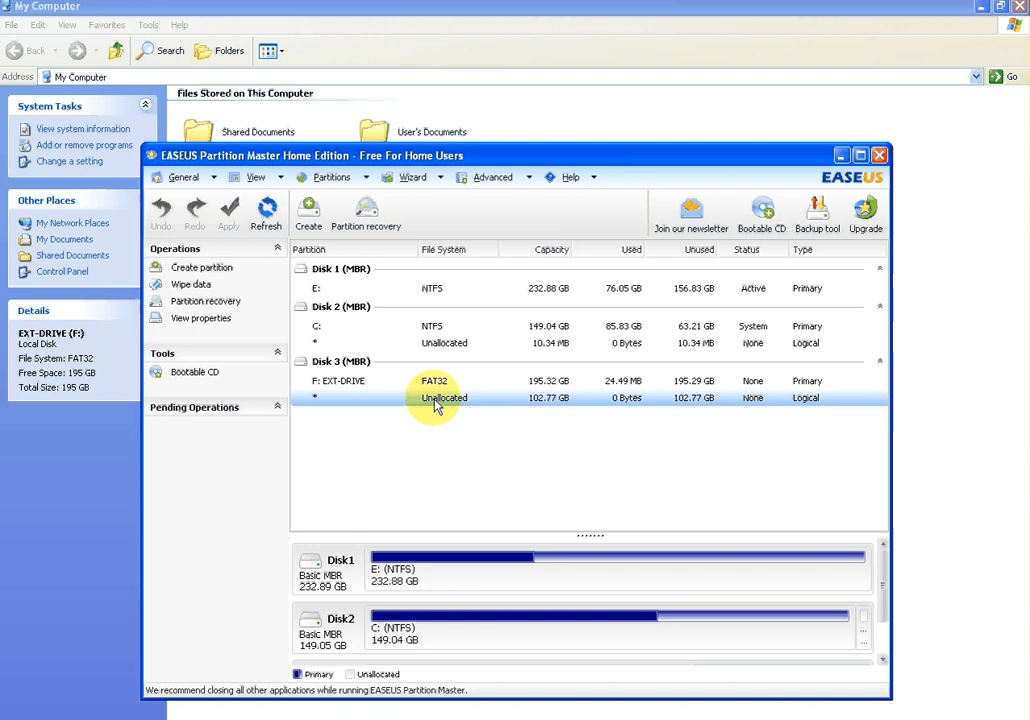 My Computer
File Edit View Favorites Tools Help
Back Search Folders
Address My Computer Go
System Tasks
View system information
Add or remove programs
Change a setting
Other Places
My Network Places
My Documents
Shared Documents
Control Panel
Details
EXT-DRIVE (F:)
Local Disk
File System: FAT32
Free Space: 195 GB
Total Size: 195 GB
Files Stored on This Computer
Shared Documents User's Documents
EASEUS Partition Master Home Edition - Free For Home Users
General View Partitions Wizard Advanced Help EASEUS
Undo Redo Apply Refresh Create Partition recovery Join our newsletter Bootable CD Backup tool Upgrade
Operations
Create partition
Wipe data
Partition recovery
View properties
Tools
Bootable CD
Pending Operations
Partition File System Capacity Used Unused Status Type
Disk 1 (MBR)
E: NTFS 232.88 GB 76.05 GB 156.83 GB Active Primary
Disk 2 (MBR)
C: NTFS 149.04 GB 85.83 GB 63.21 GB System Primary
* Unallocated 10.34 MB 0 Bytes 10.34 MB None Logical
Disk 3 (MBR)
F: EXT-DRIVE FAT32 195.32 GB 24.49 MB 195.29 GB None Primary
* Unallocated 102.77 GB 0 Bytes 102.77 GB None Logical
Disk1
Basic MBR
232.89 GB
E: (NTFS)
232.88 GB
Disk2
Basic MBR
149.05 GB
C: (NTFS)
149.04 GB
...
...
Primary Unallocated
We recommend closing all other applications while running EASEUS Partition Master.